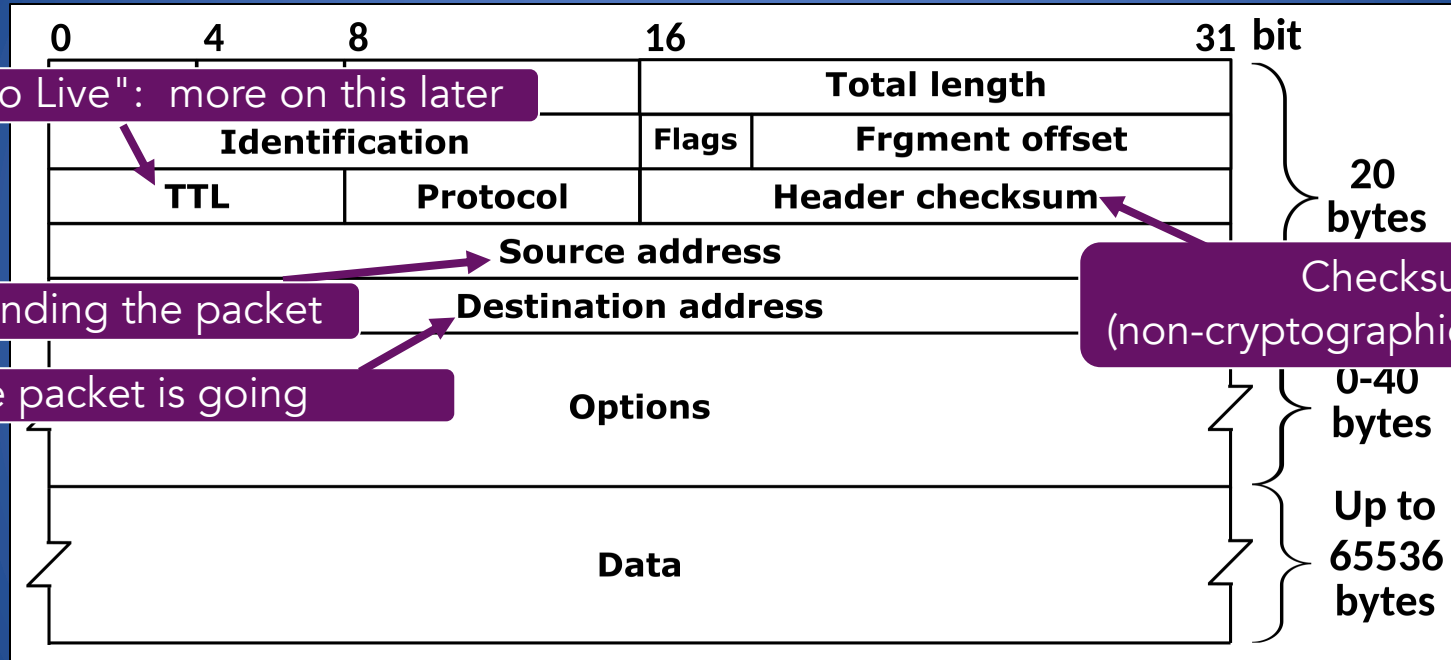 0 4 8 16 31 bit
o Live": more on this later
Total length
Identification Flags Frgment offset
TTL Protocol Header checksum
20
bytes
Source address
nding the packet
Destination address
Checksu
(non-cryptographic
e packet is going
Options
0-40
bytes
Data
Up to
65536
bytes